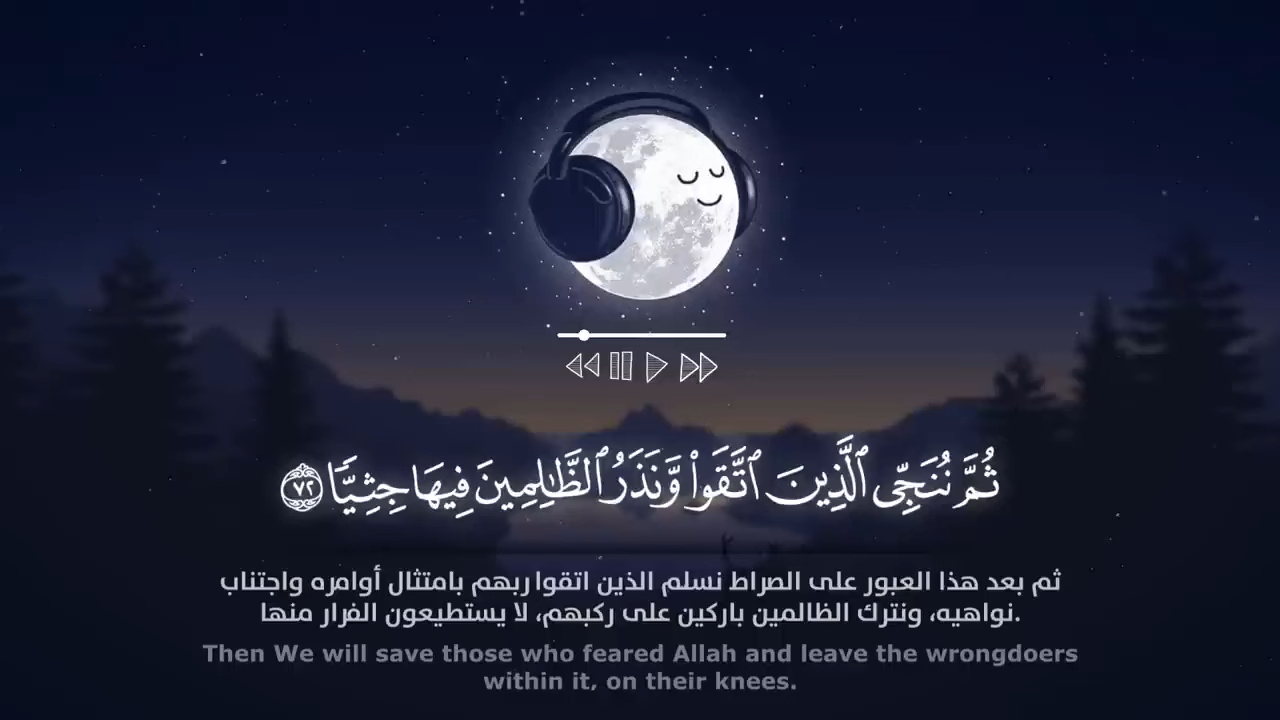 ثُمَّ نُنَجِّى ٱلَّذِينَ ٱتَّقَوا۟ وَّنَذَرُ ٱلظَّـٰلِمِينَ فِيهَا جِثِيًّا ٧٢
ثم بعد هذا العبور على الصراط نسلم الذين اتقوا ربهم بامتثال أوامره واجتناب
نواهيه، ونترك الظالمين باركين على ركبهم، لا يستطيعون الفرار منها.
Then We will save those who feared Allah and leave the wrongdoers
within it, on their knees.